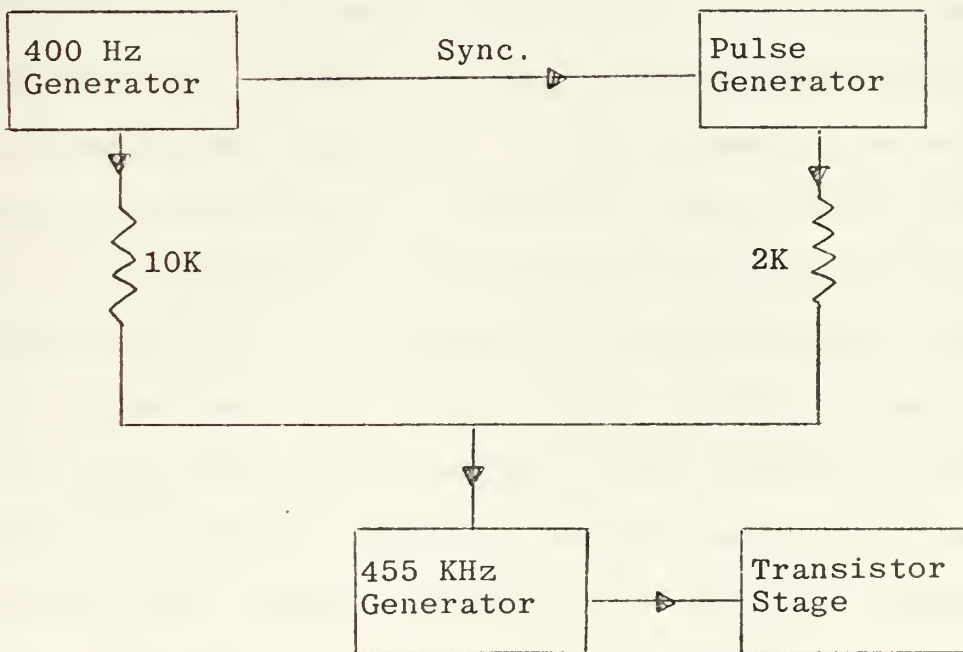 400 Hz
Generator
Sync.
Pulse
Generator
10K
2K
455 KHz
Generator
Transistor
Stage